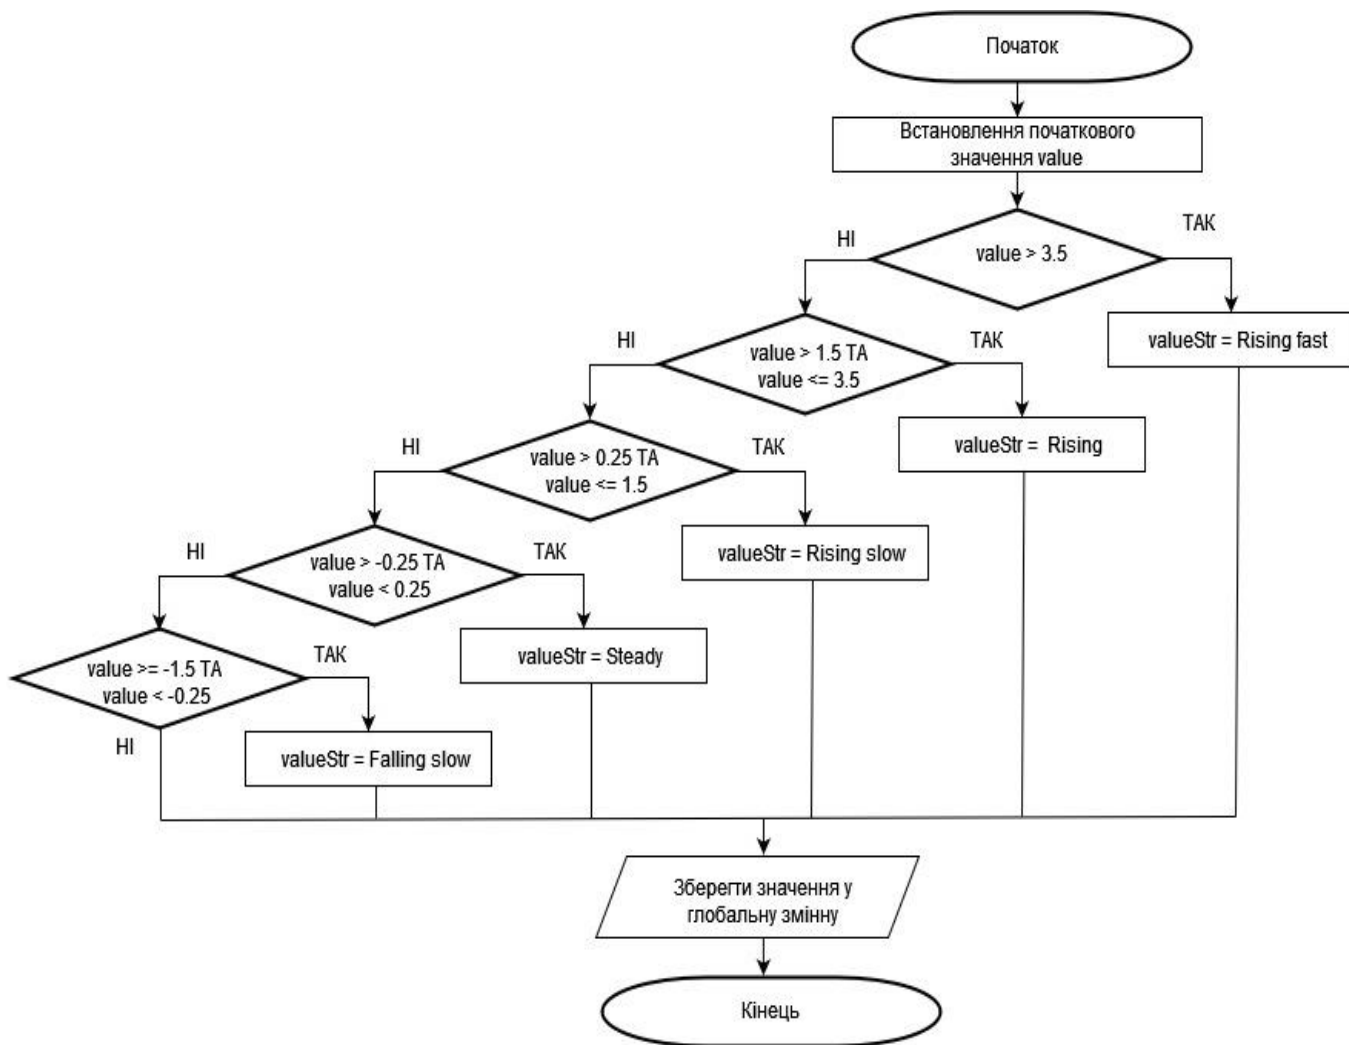 Початок
Встановлення початкового
значення value
НІ
ТАК
value > 3.5
НІ
ТАК
value > 1.5 ТА
value <= 3.5
valueStr = Rising fast
НІ
ТАК
value > 0.25 ТА
value <= 1.5
valueStr =  Rising
НІ
ТАК
value > -0.25 ТА
value < 0.25
valueStr = Rising slow
ТАК
value >= -1.5 ТА
value < -0.25
valueStr = Steady
НІ
valueStr = Falling slow
Зберегти значення у
глобальну змінну
Кінець